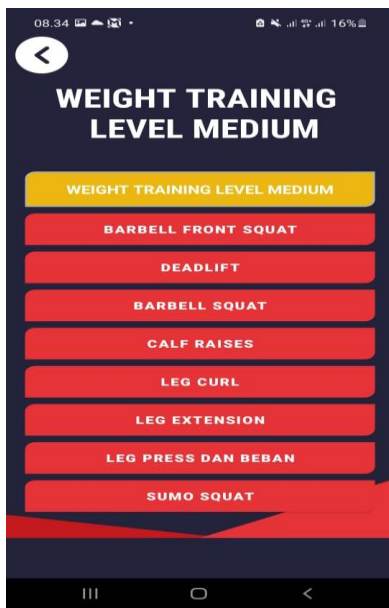 08.34
16%
WEIGHT TRAINING
LEVEL MEDIUM
WEIGHT TRAINING LEVEL MEDIUM
BARBELL FRONT SQUAT
DEADLIFT
BARBELL SQUAT
CALF RAISES
LEG CURL
LEG EXTENSION
LEG PRESS DAN BEBAN
SUMO SQUAT